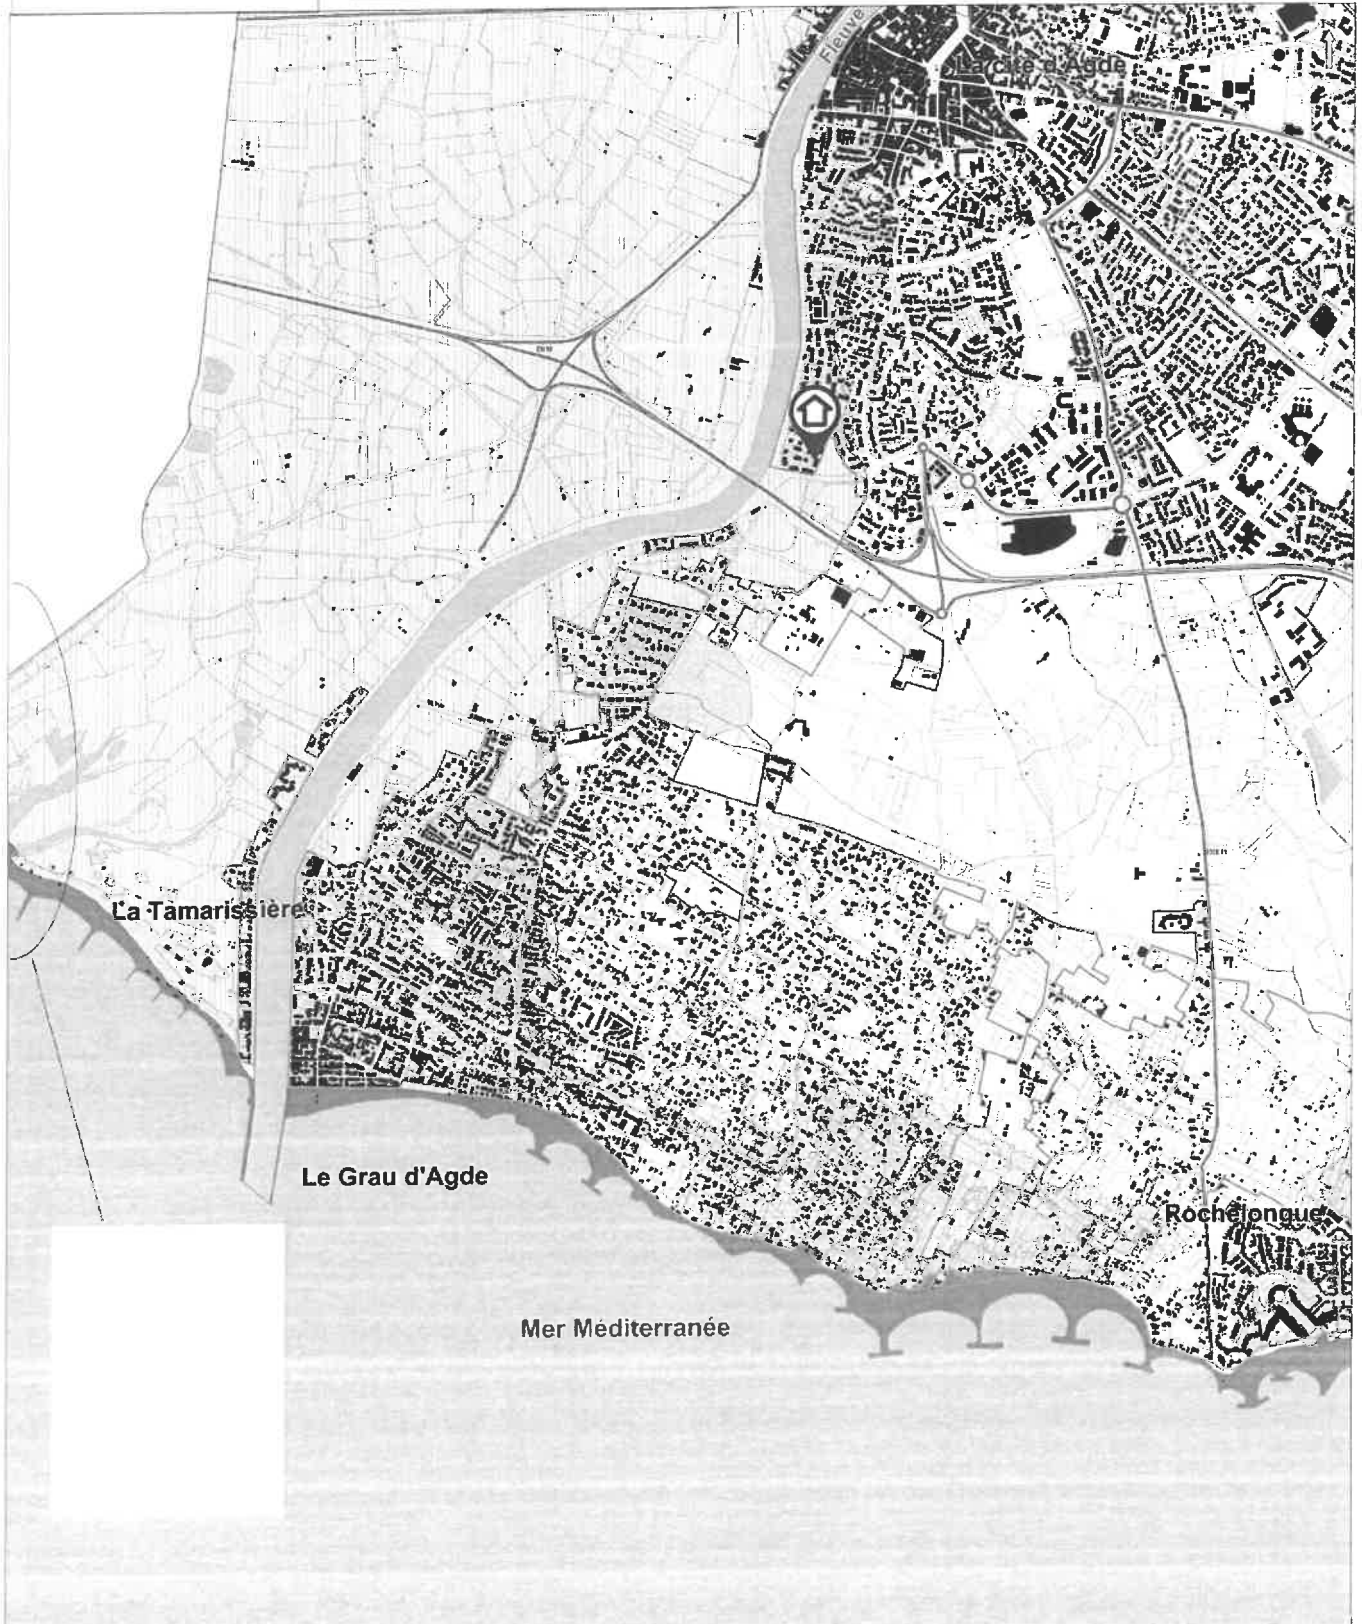 Fleuve
La cité d'Agde
La Tamarissière
Le Grau d'Agde
Rochelongue
Mer Méditerranée